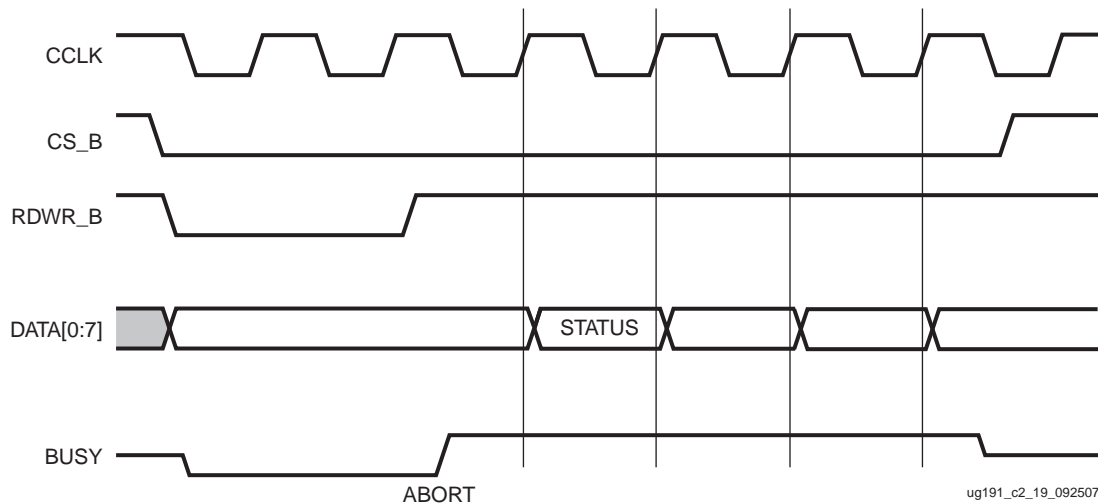 CCLK
CS_B
RDWR_B
DATA[0:7]
STATUS
BUSY
ABORT
ug191_c2_19_092507